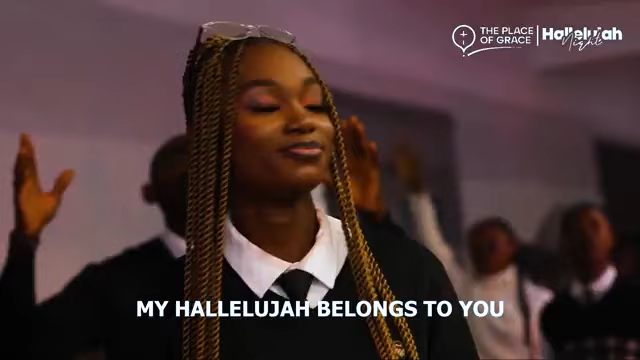 THE PLACE
OF GRACE
Hallelujah
Night
MY HALLELUJAH BELONGS TO YOU